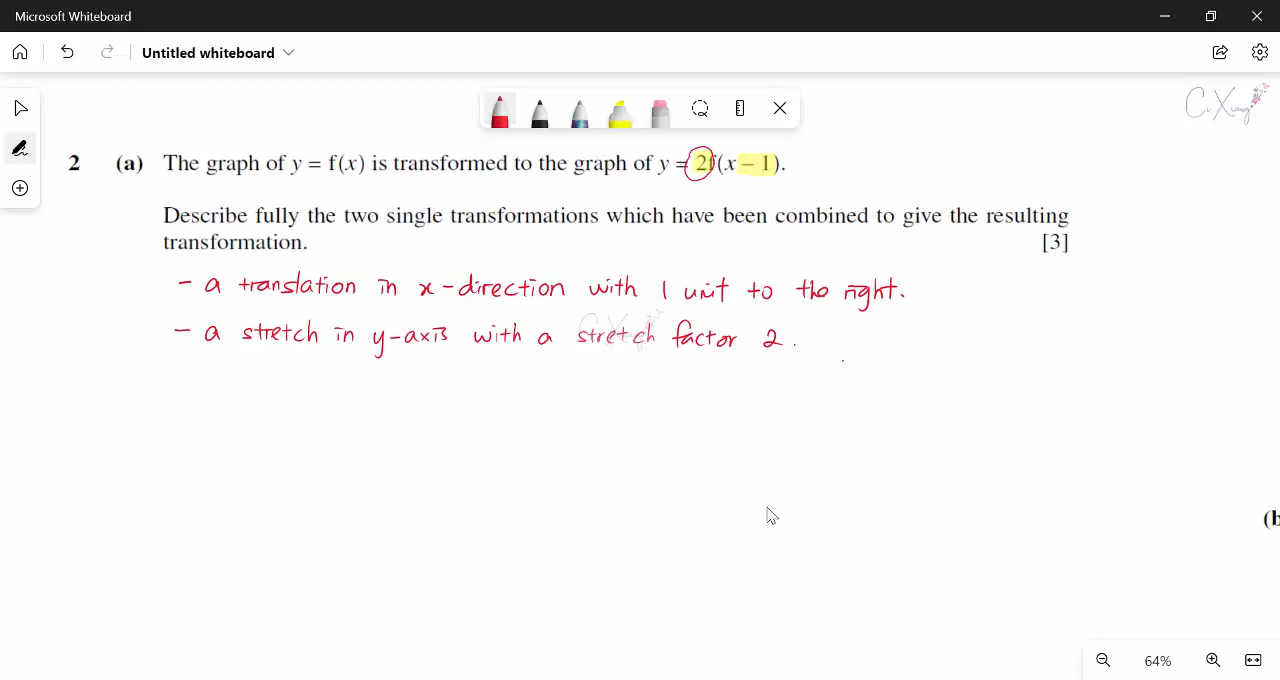 Microsoft Whiteboard
Untitled whiteboard
Ci Xiang
2 (a) The graph of y = f(x) is transformed to the graph of y = 2f(x − 1).
Describe fully the two single transformations which have been combined to give the resulting
transformation. [3]
- a translation in x-direction with 1 unit to the right.
- a stretch in y-axis with a stretch factor 2.
(b
64%